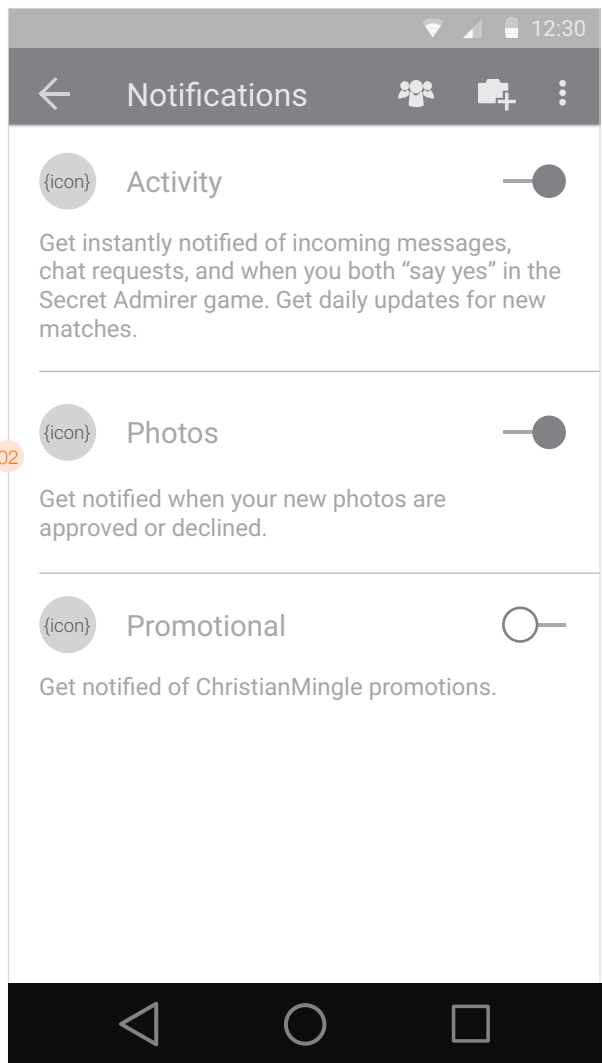 12:30
Notifications
{icon} Activity
Get instantly notified of incoming messages,
chat requests, and when you both “say yes” in the
Secret Admirer game. Get daily updates for new
matches.
{icon} Photos
02
Get notified when your new photos are
approved or declined.
{icon} Promotional
Get notified of ChristianMingle promotions.